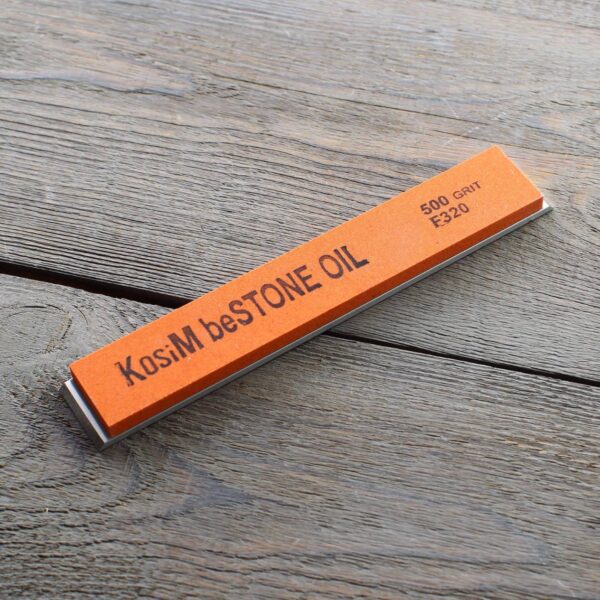 KosiM beSTONE OIL
500 GRIT
F320